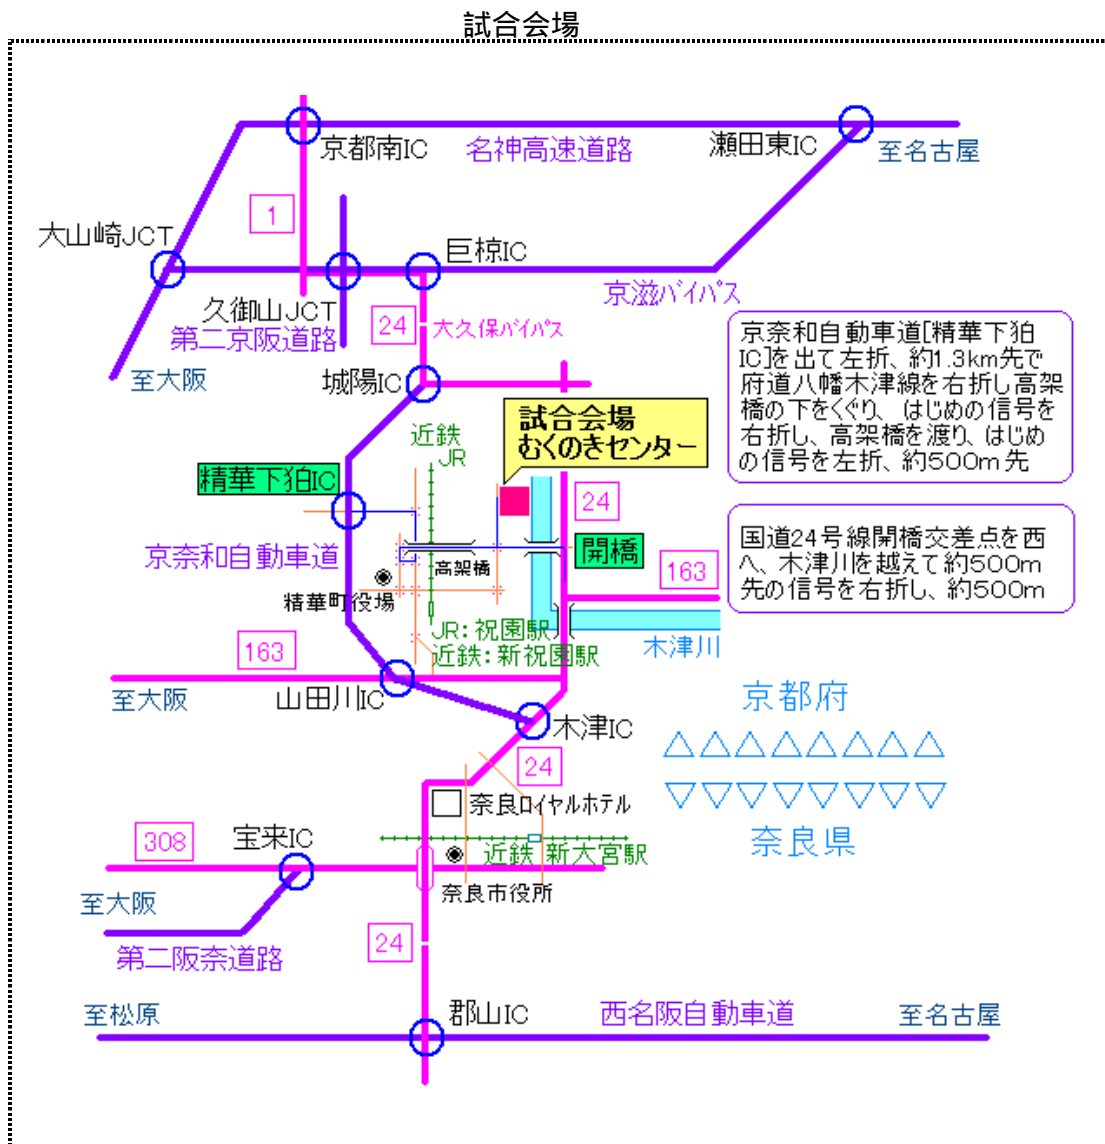 試合会場
京都南IC
名神高速道路
瀬田東IC
至名古屋
1
大山崎JCT
巨椋IC
久御山JCT
京滋バイパス
第二京阪道路
24
大久保バイパス
至大阪
城陽IC
京奈和自動車道[精華下狛
IC]を出て左折、約1.3km先で
府道八幡木津線を右折し高架
橋の下をくぐり、はじめの信号を
右折し、高架橋を渡り、はじめ
の信号を左折、約500m先
近鉄
JR
試合会場
むくのきセンター
精華下狛IC
24
京奈和自動車道
高架橋
開橋
163
国道24号線開橋交差点を西
へ、木津川を越えて約500m
先の信号を右折し、約500m
精華町役場
JR:祝園駅
近鉄:新祝園駅
木津川
163
至大阪
山田川IC
木津IC
京都府
24
奈良ロイヤルホテル
奈良県
308
宝来IC
近鉄 新大宮駅
奈良市役所
至大阪
第二阪奈道路
24
至松原
郡山IC
西名阪自動車道
至名古屋